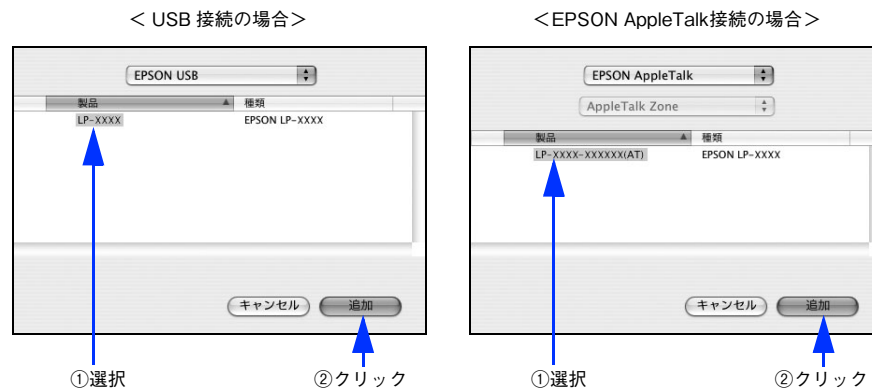 ＜ USB 接続の場合＞
EPSON USB
製品 種類
LP-XXXX EPSON LP-XXXX
キャンセル 追加
①選択 ②クリック
＜EPSON AppleTalk接続の場合＞
EPSON AppleTalk
AppleTalk Zone
製品 種類
LP-XXXX-XXXXXX(AT) EPSON LP-XXXX
キャンセル 追加
①選択 ②クリック